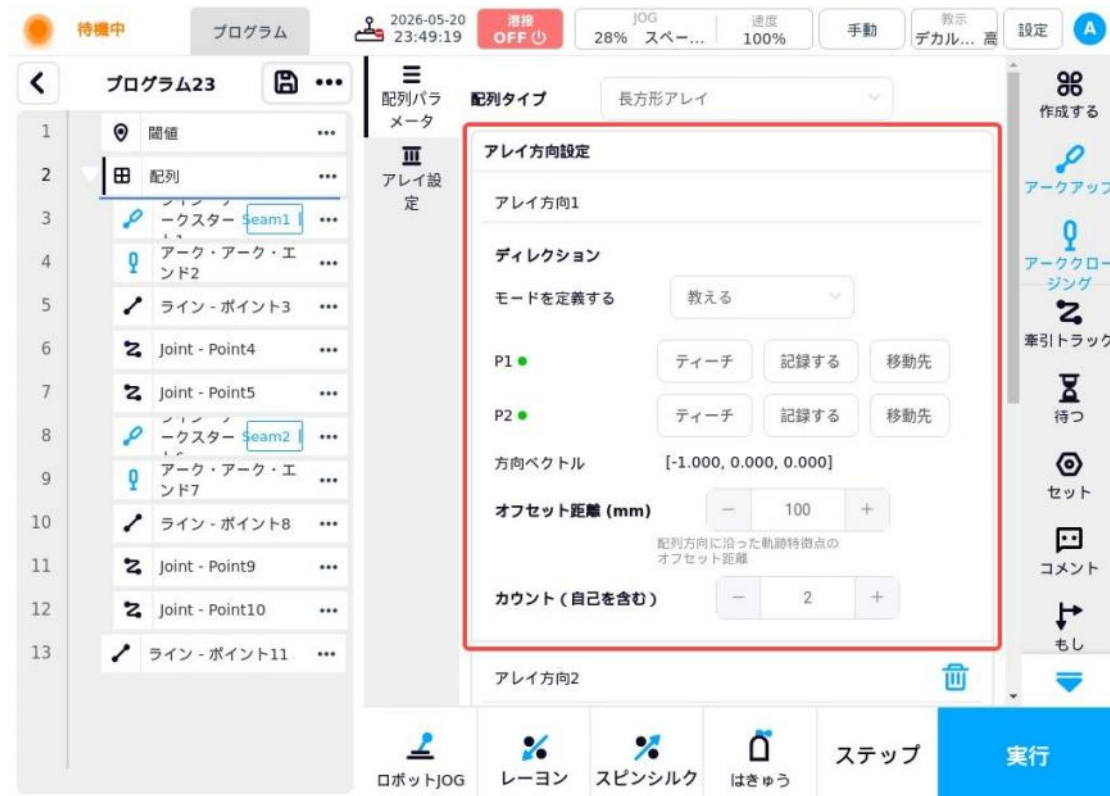 待機中
プログラム
2026-05-20
23:49:19
溶接
OFF
JOG
28% スペー...
速度
100%
手動
教示
デカル... 高
設定
A
プログラム23
1 閾値
2 配列
3 ークスター Seam1
4 アーク・アーク・エ
ンド2
5 ライン - ポイント3
6 Joint - Point4
7 Joint - Point5
8 ークスター Seam2
9 アーク・アーク・エ
ンド7
10 ライン - ポイント8
11 Joint - Point9
12 Joint - Point10
13 ライン - ポイント11
配列パラ
メータ
アレイ設
定
配列タイプ 長方形アレイ
アレイ方向設定
アレイ方向1
ディレクション
モードを定義する 教える
P1 ティーチ 記録する 移動先
P2 ティーチ 記録する 移動先
方向ベクトル [-1.000, 0.000, 0.000]
オフセット距離 (mm) − 100 +
配列方向に沿った軌跡特徴点の
オフセット距離
カウント ( 自己を含む ) − 2 +
アレイ方向2
作成する
アークアップ
アーククロー
ジング
牽引トラック
待つ
セット
コメント
もし
ロボットJOG
レーヨン
スピンシルク
はきゅう
ステップ
実行